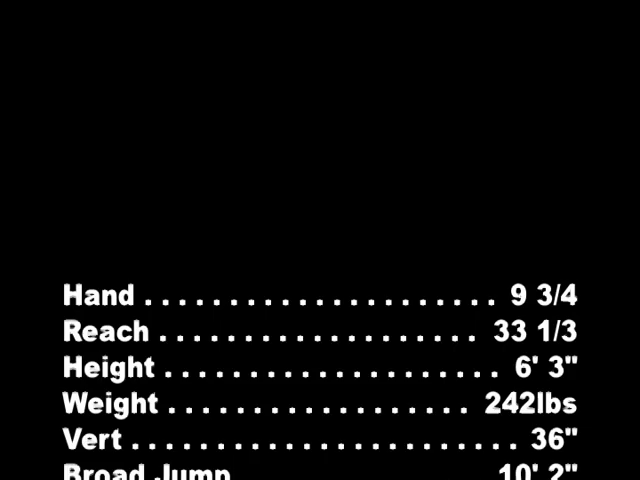 Hand . . . . . . . . . . . . . . . . . . . . . 9 3/4
Reach . . . . . . . . . . . . . . . . . . . 33 1/3
Height . . . . . . . . . . . . . . . . . . . . 6' 3"
Weight . . . . . . . . . . . . . . . . . . 242lbs
Vert . . . . . . . . . . . . . . . . . . . . . . . 36"
Broad Jump 10' 2"